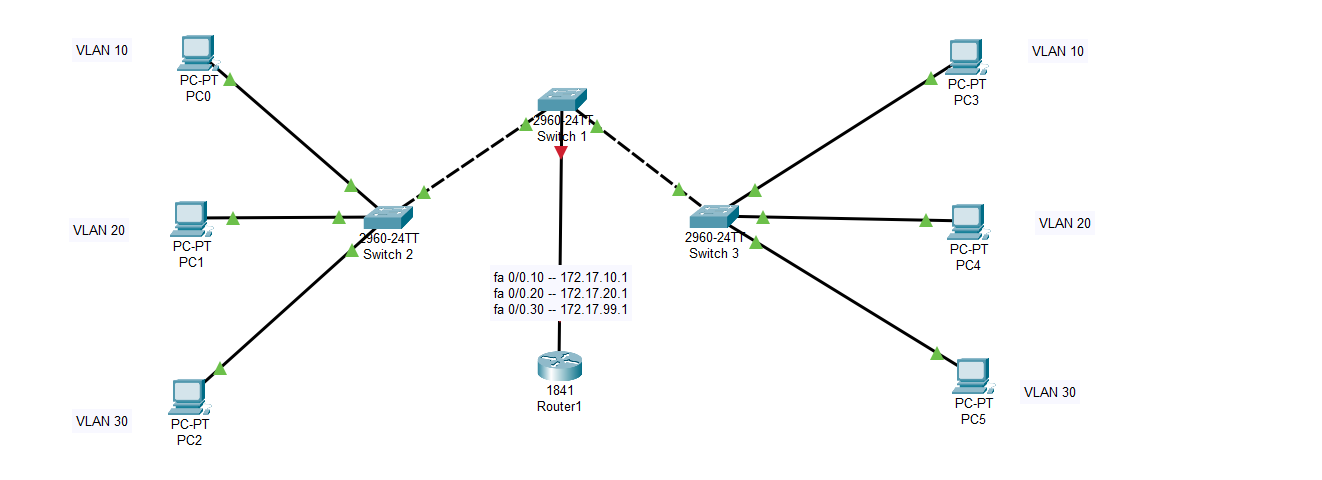 VLAN 10
PC-PT
PC0
VLAN 10
PC-PT
PC3
2960-24TT
Switch 1
VLAN 20
PC-PT
PC1
2960-24TT
Switch 2
2960-24TT
Switch 3
VLAN 20
PC-PT
PC4
fa 0/0.10 -- 172.17.10.1
fa 0/0.20 -- 172.17.20.1
fa 0/0.30 -- 172.17.99.1
1841
Router1
VLAN 30
PC-PT
PC2
PC-PT
PC5
VLAN 30